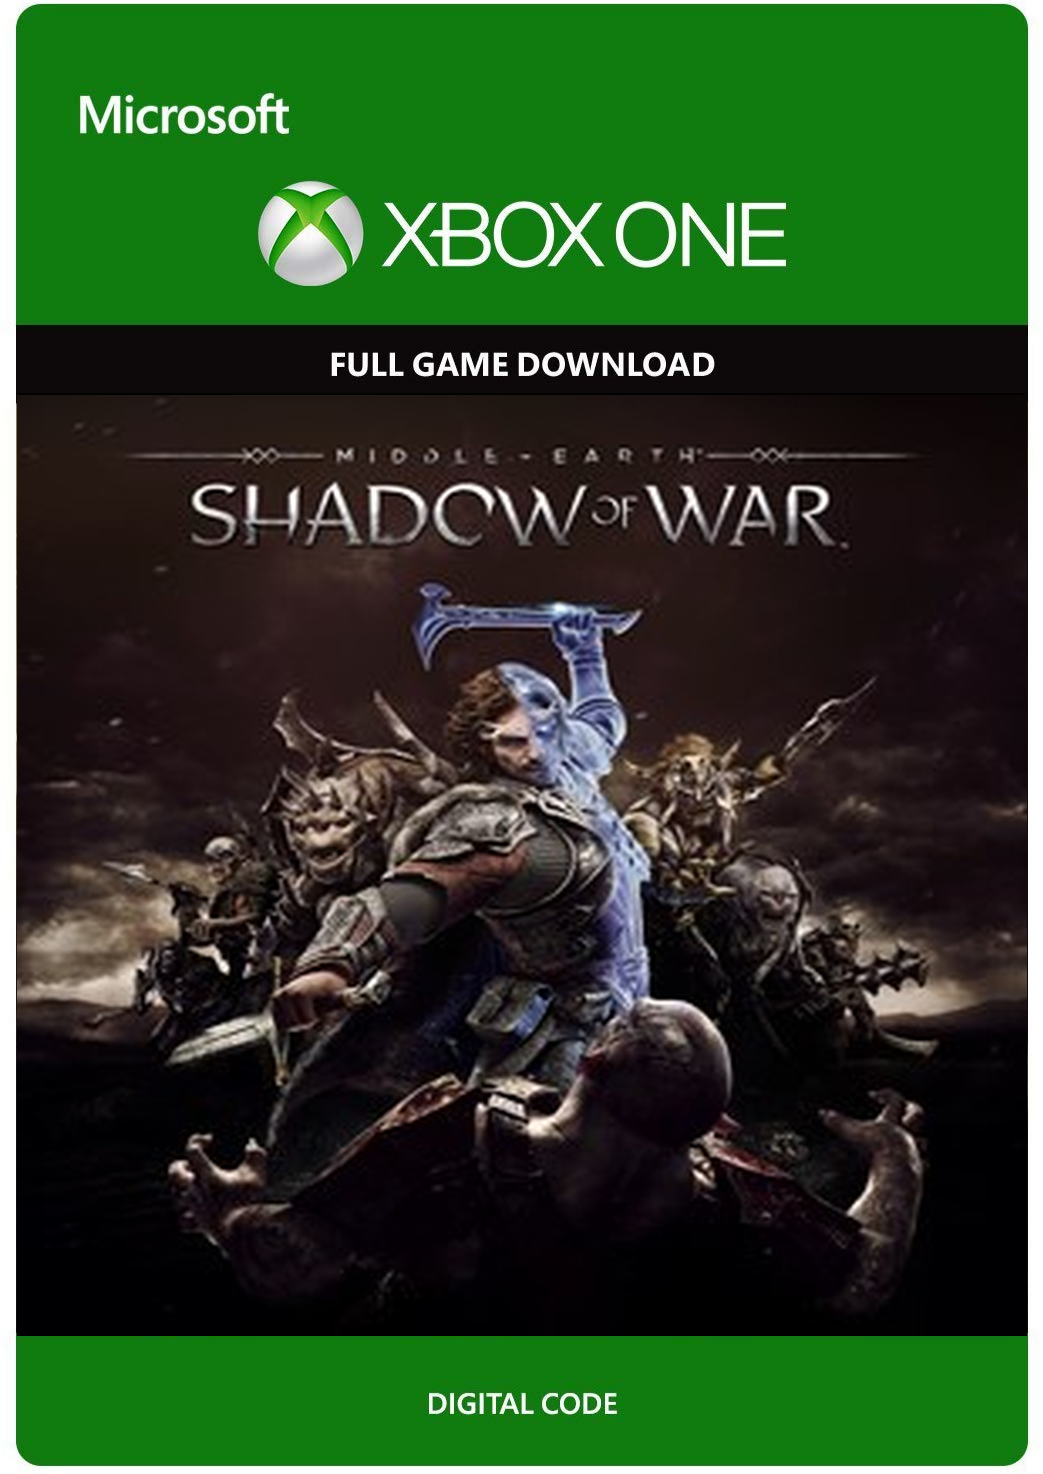 Microsoft
XBOX ONE
FULL GAME DOWNLOAD
MIDDLE-EARTH
SHADOW OF WAR
DIGITAL CODE